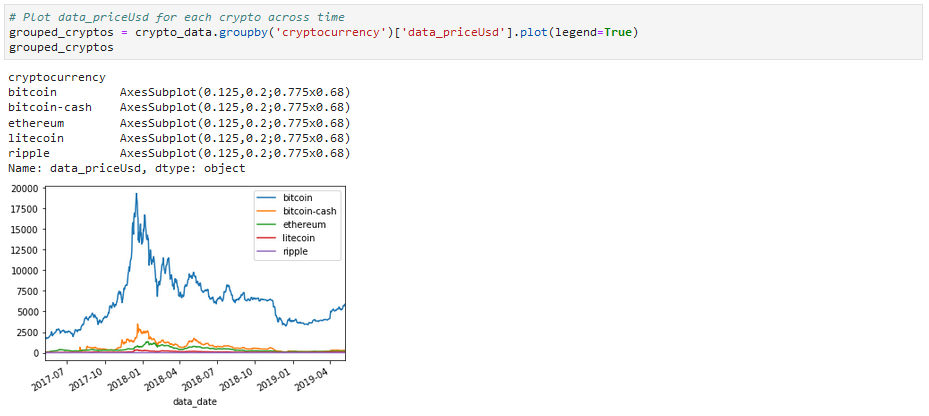 # Plot data_priceUsd for each crypto across time
grouped_cryptos = crypto_data.groupby('cryptocurrency')['data_priceUsd'].plot(legend=True)
grouped_cryptos
cryptocurrency
bitcoin AxesSubplot(0.125,0.2;0.775x0.68)
bitcoin-cash AxesSubplot(0.125,0.2;0.775x0.68)
ethereum AxesSubplot(0.125,0.2;0.775x0.68)
litecoin AxesSubplot(0.125,0.2;0.775x0.68)
ripple AxesSubplot(0.125,0.2;0.775x0.68)
Name: data_priceUsd, dtype: object
20000
17500
15000
12500
10000
7500
5000
2500
0
bitcoin
bitcoin-cash
ethereum
litecoin
ripple
2017-07
2017-10
2018-01
2018-04
2018-07
2018-10
2019-01
2019-04
data_date